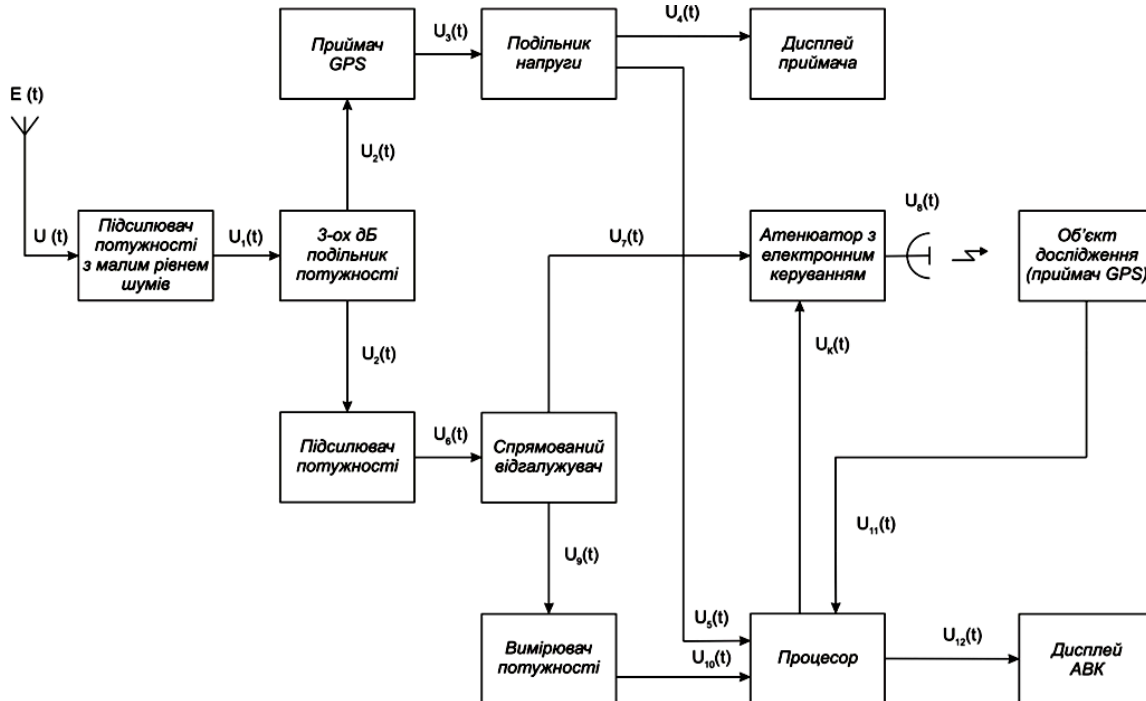 E (t)
U (t)
Підсилювач
потужності
з малим рівнем
шумів
U₁(t)
3-ох дБ
подільник
потужності
U₂(t)
Приймач
GPS
U₃(t)
Подільник
напруги
U₄(t)
Дисплей
приймача
U₂(t)
Підсилювач
потужності
U₆(t)
Спрямований
відгалужувач
U₇(t)
Атенюатор з
електронним
керуванням
U₈(t)
Об’єкт
дослідження
(приймач GPS)
Uₖ(t)
U₁₁(t)
U₉(t)
Вимірювач
потужності
U₅(t)
U₁₀(t)
Процесор
U₁₂(t)
Дисплей
АВК